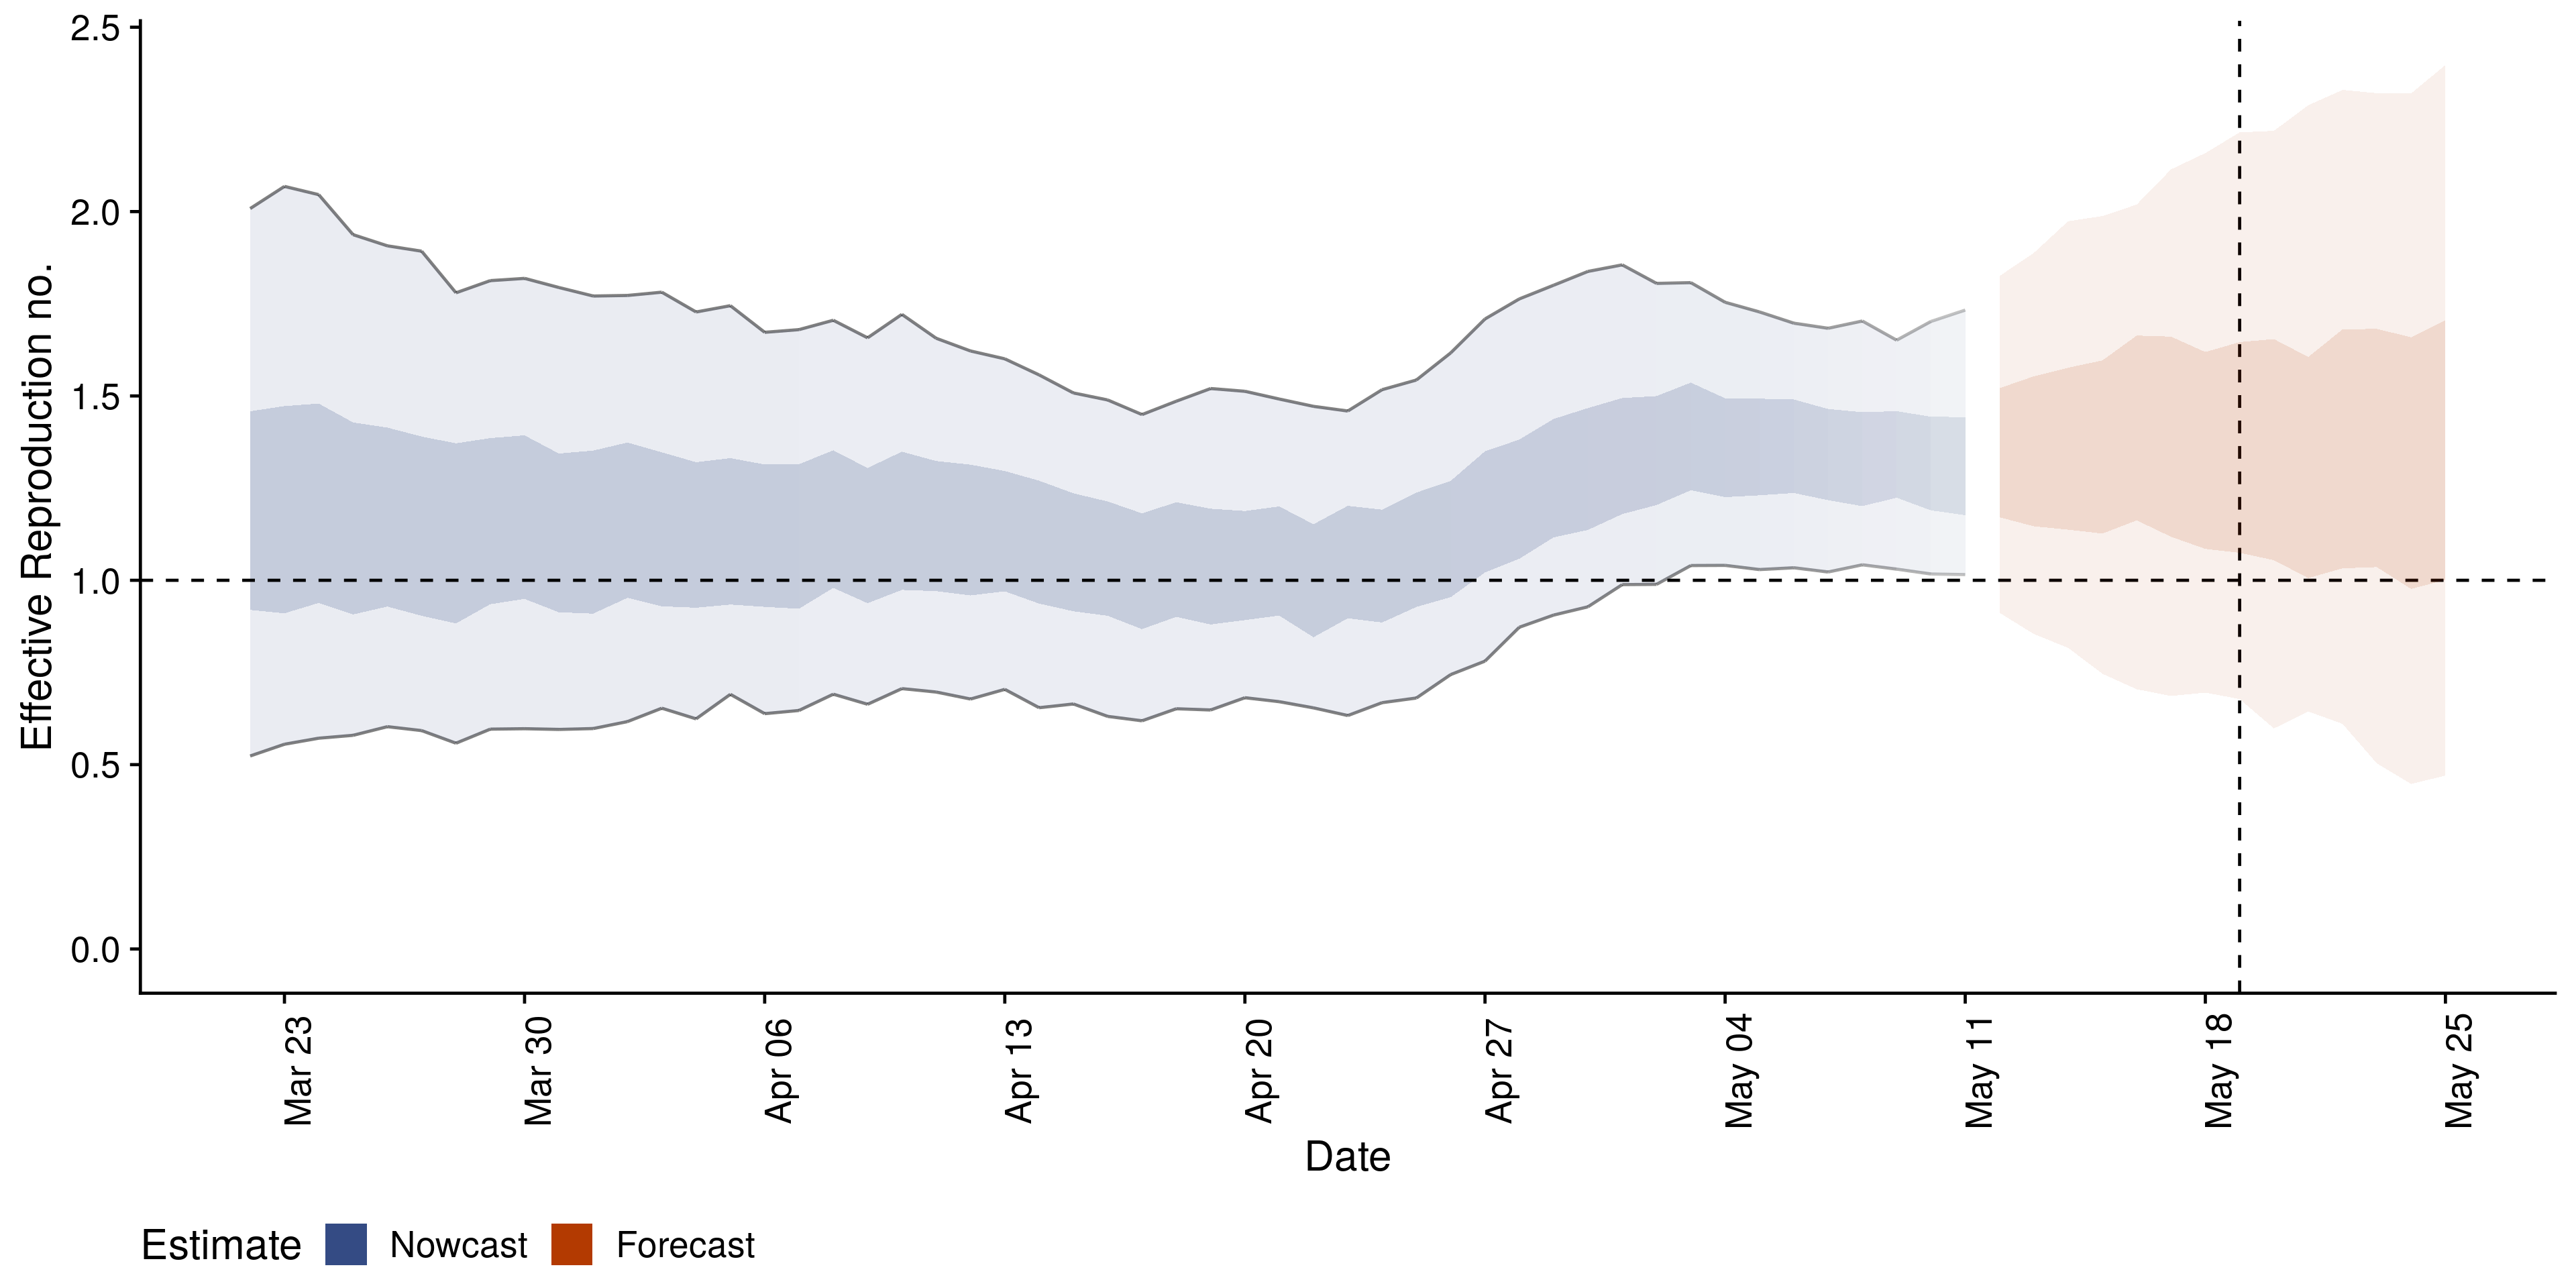 2.5
2.0
1.5
1.0
0.5
0.0
Effective Reproduction no.
Mar 23
Mar 30
Apr 06
Apr 13
Apr 20
Apr 27
May 04
May 11
May 18
May 25
Date
Estimate Nowcast Forecast